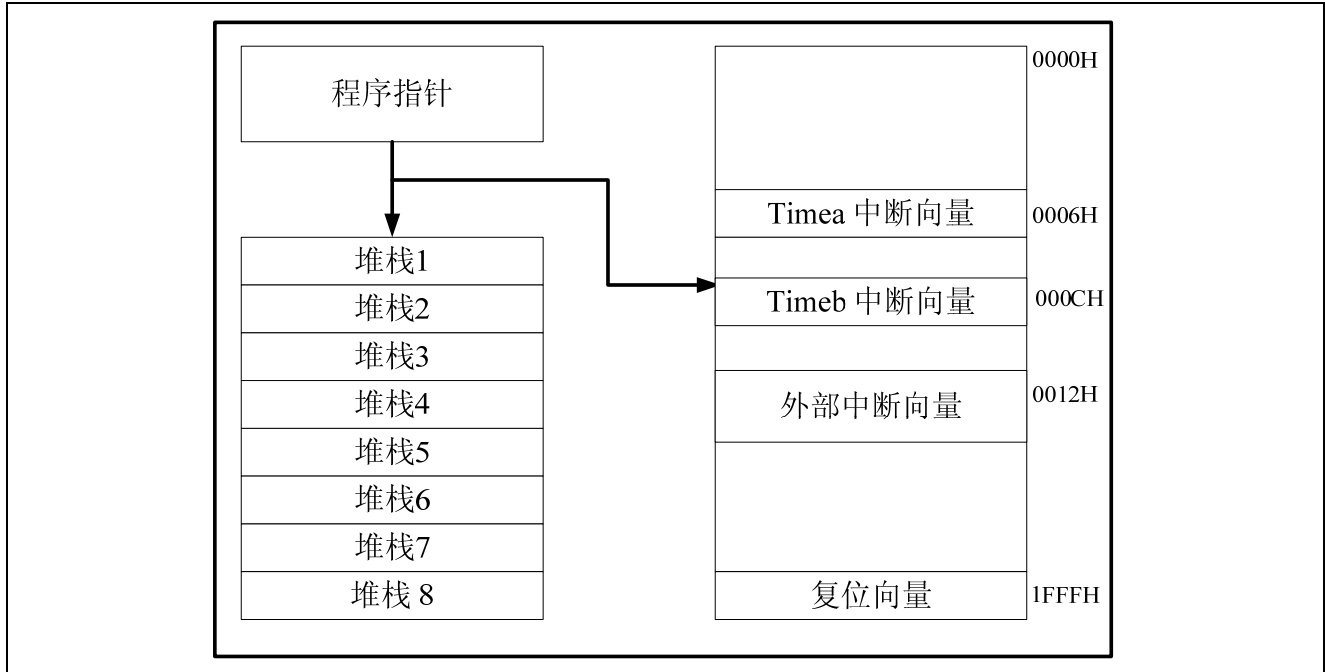 程序指针
堆栈1
堆栈2
堆栈3
堆栈4
堆栈5
堆栈6
堆栈7
堆栈 8
0000H
Timea 中断向量 0006H
Timeb 中断向量 000CH
外部中断向量 0012H
复位向量 1FFFH